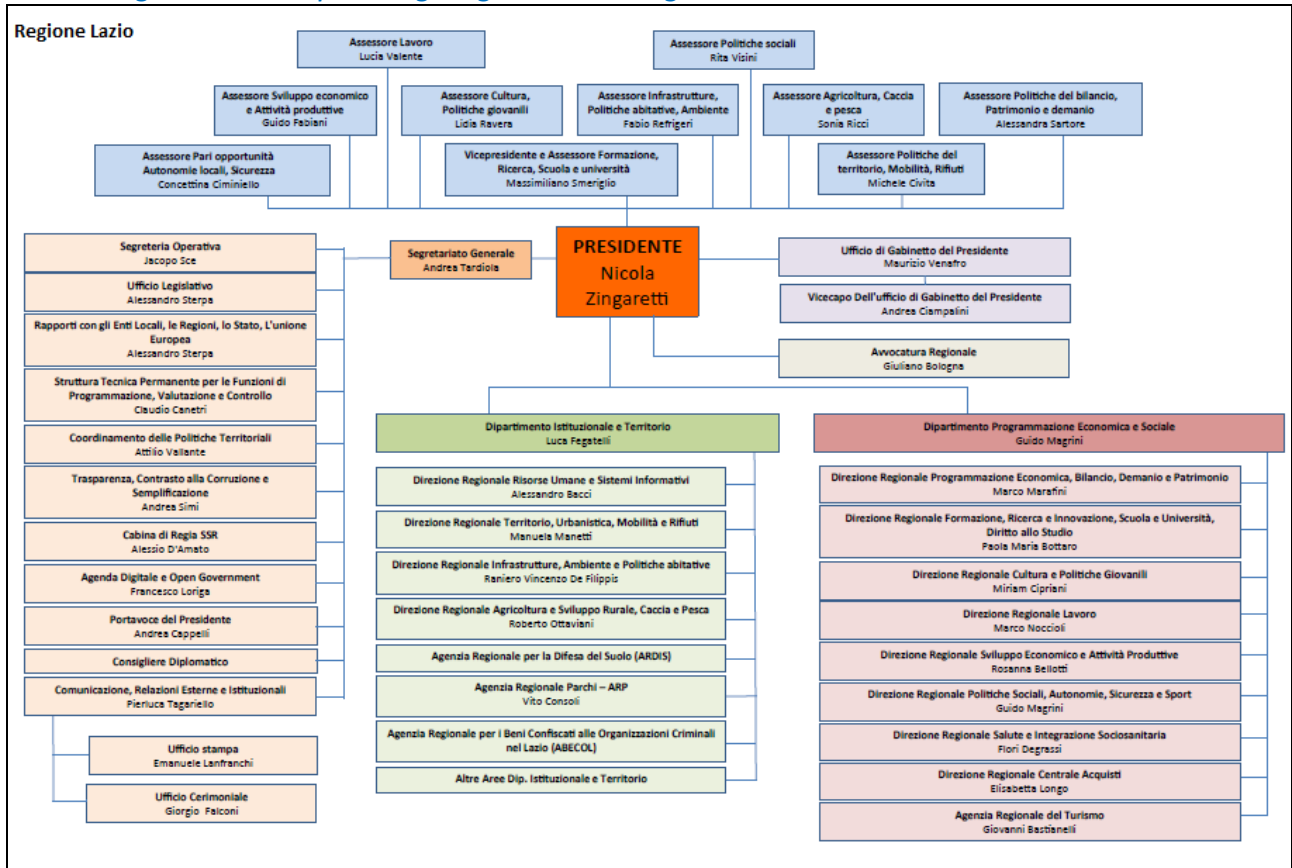 Regione Lazio
Assessore Lavoro
Lucia Valente
Assessore Politiche sociali
Rita Visini
Assessore Sviluppo economico
e Attività produttive
Guido Fabiani
Assessore Cultura,
Politiche giovanili
Lidia Ravera
Assessore Infrastrutture,
Politiche abitative, Ambiente
Fabio Refrigeri
Assessore Agricoltura, Caccia
e pesca
Sonia Ricci
Assessore Politiche del bilancio,
Patrimonio e demanio
Alessandra Sartore
Assessore Pari opportunità
Autonomie locali, Sicurezza
Concettina Ciminiello
Vicepresidente e Assessore Formazione,
Ricerca, Scuola e università
Massimiliano Smeriglio
Assessore Politiche del
territorio, Mobilità, Rifiuti
Michele Civita
PRESIDENTE
Nicola
Zingaretti
Segretariato Generale
Andrea Tardiola
Ufficio di Gabinetto del Presidente
Maurizio Venafro
Vicecapo Dell'ufficio di Gabinetto del Presidente
Andrea Ciampalini
Avvocatura Regionale
Giuliano Bologna
Segreteria Operativa
Jacopo Sce
Ufficio Legislativo
Alessandro Sterpa
Rapporti con gli Enti Locali, le Regioni, lo Stato, L'unione
Europea
Alessandro Sterpa
Struttura Tecnica Permanente per le Funzioni di
Programmazione, Valutazione e Controllo
Claudio Canetri
Coordinamento delle Politiche Territoriali
Attilio Vallante
Trasparenza, Contrasto alla Corruzione e
Semplificazione
Andrea Simi
Cabina di Regia SSR
Alessio D'Amato
Agenda Digitale e Open Government
Francesco Loriga
Portavoce del Presidente
Andrea Cappelli
Consigliere Diplomatico
Comunicazione, Relazioni Esterne e Istituzionali
Pierluca Tagariello
Ufficio stampa
Emanuele Lanfranchi
Ufficio Cerimoniale
Giorgio Falconi
Dipartimento Istituzionale e Territorio
Luca Fegatelli
Direzione Regionale Risorse Umane e Sistemi Informativi
Alessandro Bacci
Direzione Regionale Territorio, Urbanistica, Mobilità e Rifiuti
Manuela Manetti
Direzione Regionale Infrastrutture, Ambiente e Politiche abitative
Raniero Vincenzo De Filippis
Direzione Regionale Agricoltura e Sviluppo Rurale, Caccia e Pesca
Roberto Ottaviani
Agenzia Regionale per la Difesa del Suolo (ARDIS)
Agenzia Regionale Parchi – ARP
Vito Consoli
Agenzia Regionale per i Beni Confiscati alle Organizzazioni Criminali
nel Lazio (ABECOL)
Altre Aree Dip. Istituzionale e Territorio
Dipartimento Programmazione Economica e Sociale
Guido Magrini
Direzione Regionale Programmazione Economica, Bilancio, Demanio e Patrimonio
Marco Marafini
Direzione Regionale Formazione, Ricerca e Innovazione, Scuola e Università,
Diritto allo Studio
Paola Maria Bottaro
Direzione Regionale Cultura e Politiche Giovanili
Miriam Cipriani
Direzione Regionale Lavoro
Marco Noccioli
Direzione Regionale Sviluppo Economico e Attività Produttive
Rosanna Bellotti
Direzione Regionale Politiche Sociali, Autonomie, Sicurezza e Sport
Guido Magrini
Direzione Regionale Salute e Integrazione Sociosanitaria
Flori Degrassi
Direzione Regionale Centrale Acquisti
Elisabetta Longo
Agenzia Regionale del Turismo
Giovanni Bastianelli